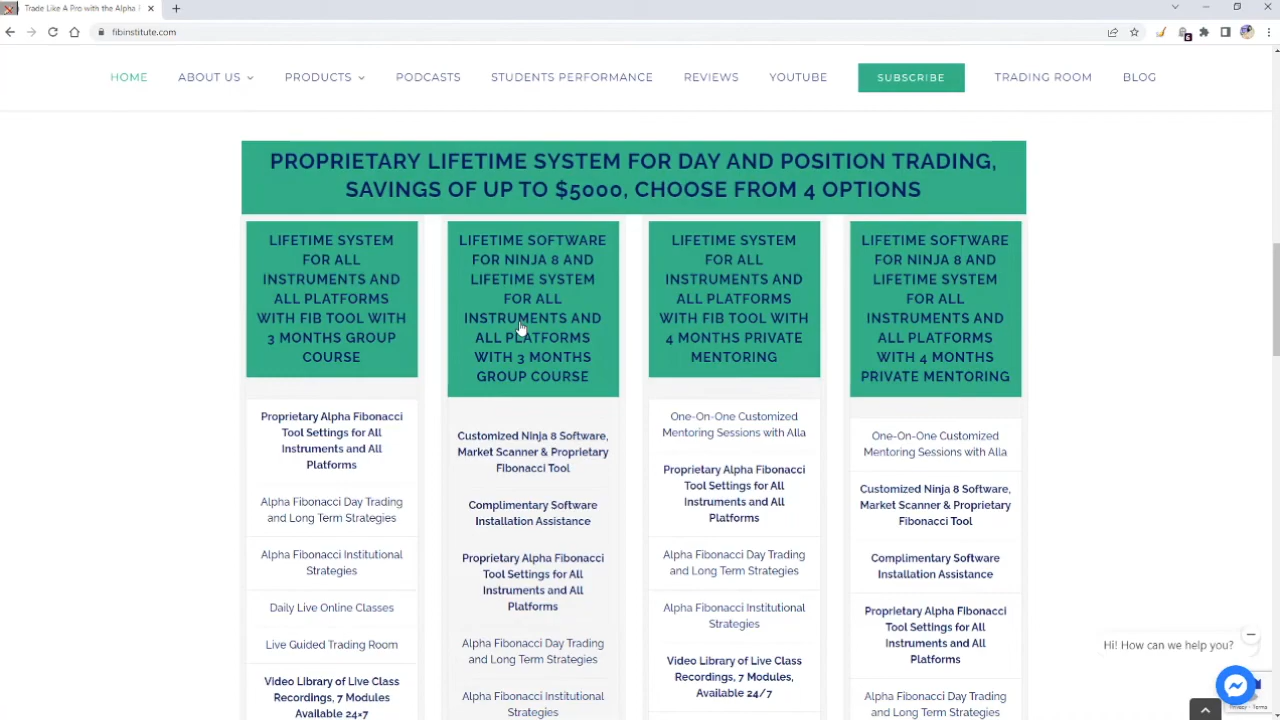 Trade Like A Pro with the Alpha
fibinstitute.com
6
HOME
ABOUT US
PRODUCTS
PODCASTS
STUDENTS PERFORMANCE
REVIEWS
YOUTUBE
SUBSCRIBE
TRADING ROOM
BLOG
PROPRIETARY LIFETIME SYSTEM FOR DAY AND POSITION TRADING,
SAVINGS OF UP TO $5000, CHOOSE FROM 4 OPTIONS
LIFETIME SYSTEM
FOR ALL
INSTRUMENTS AND
ALL PLATFORMS
WITH FIB TOOL WITH
3 MONTHS GROUP
COURSE
Proprietary Alpha Fibonacci
Tool Settings for All
Instruments and All
Platforms
Alpha Fibonacci Day Trading
and Long Term Strategies
Alpha Fibonacci Institutional
Strategies
Daily Live Online Classes
Live Guided Trading Room
Video Library of Live Class
Recordings, 7 Modules
Available 24×7
LIFETIME SOFTWARE
FOR NINJA 8 AND
LIFETIME SYSTEM
FOR ALL
INSTRUMENTS AND
ALL PLATFORMS
WITH 3 MONTHS
GROUP COURSE
Customized Ninja 8 Software,
Market Scanner & Proprietary
Fibonacci Tool
Complimentary Software
Installation Assistance
Proprietary Alpha Fibonacci
Tool Settings for All
Instruments and All
Platforms
Alpha Fibonacci Day Trading
and Long Term Strategies
Alpha Fibonacci Institutional
Strategies
LIFETIME SYSTEM
FOR ALL
INSTRUMENTS AND
ALL PLATFORMS
WITH FIB TOOL WITH
4 MONTHS PRIVATE
MENTORING
One-On-One Customized
Mentoring Sessions with Alla
Proprietary Alpha Fibonacci
Tool Settings for All
Instruments and All
Platforms
Alpha Fibonacci Day Trading
and Long Term Strategies
Alpha Fibonacci Institutional
Strategies
Video Library of Live Class
Recordings, 7 Modules,
Available 24/7
LIFETIME SOFTWARE
FOR NINJA 8 AND
LIFETIME SYSTEM
FOR ALL
INSTRUMENTS AND
ALL PLATFORMS
WITH 4 MONTHS
PRIVATE MENTORING
One-On-One Customized
Mentoring Sessions with Alla
Customized Ninja 8 Software,
Market Scanner & Proprietary
Fibonacci Tool
Complimentary Software
Installation Assistance
Proprietary Alpha Fibonacci
Tool Settings for All
Instruments and All
Platforms
Alpha Fibonacci Day Trading
and Long Term Strategies
Hi! How can we help you?
Privacy - Terms